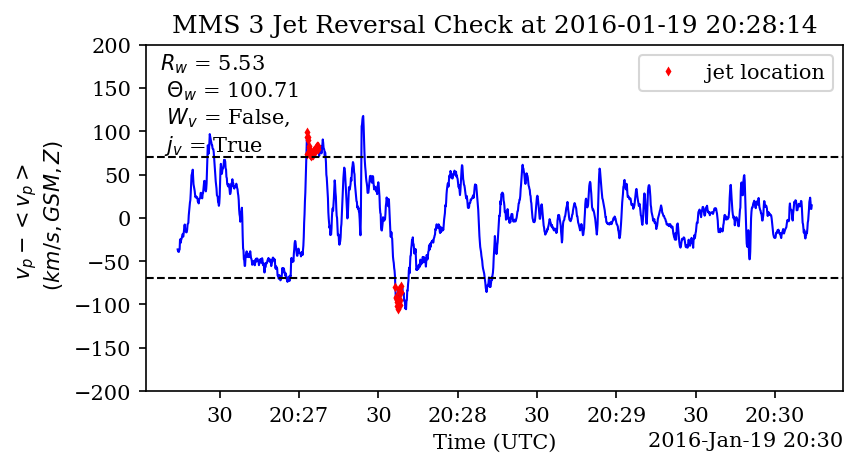 MMS 3 Jet Reversal Check at 2016-01-19 20:28:14
200
150
100
50
0
−50
−100
−150
−200
v_p − <v_p>
(km/s, GSM, Z)
R_w = 5.53
Θ_w = 100.71
W_v = False,
j_v = True
jet location
30 20:27 30 20:28 30 20:29 30 20:30
Time (UTC)
2016-Jan-19 20:30